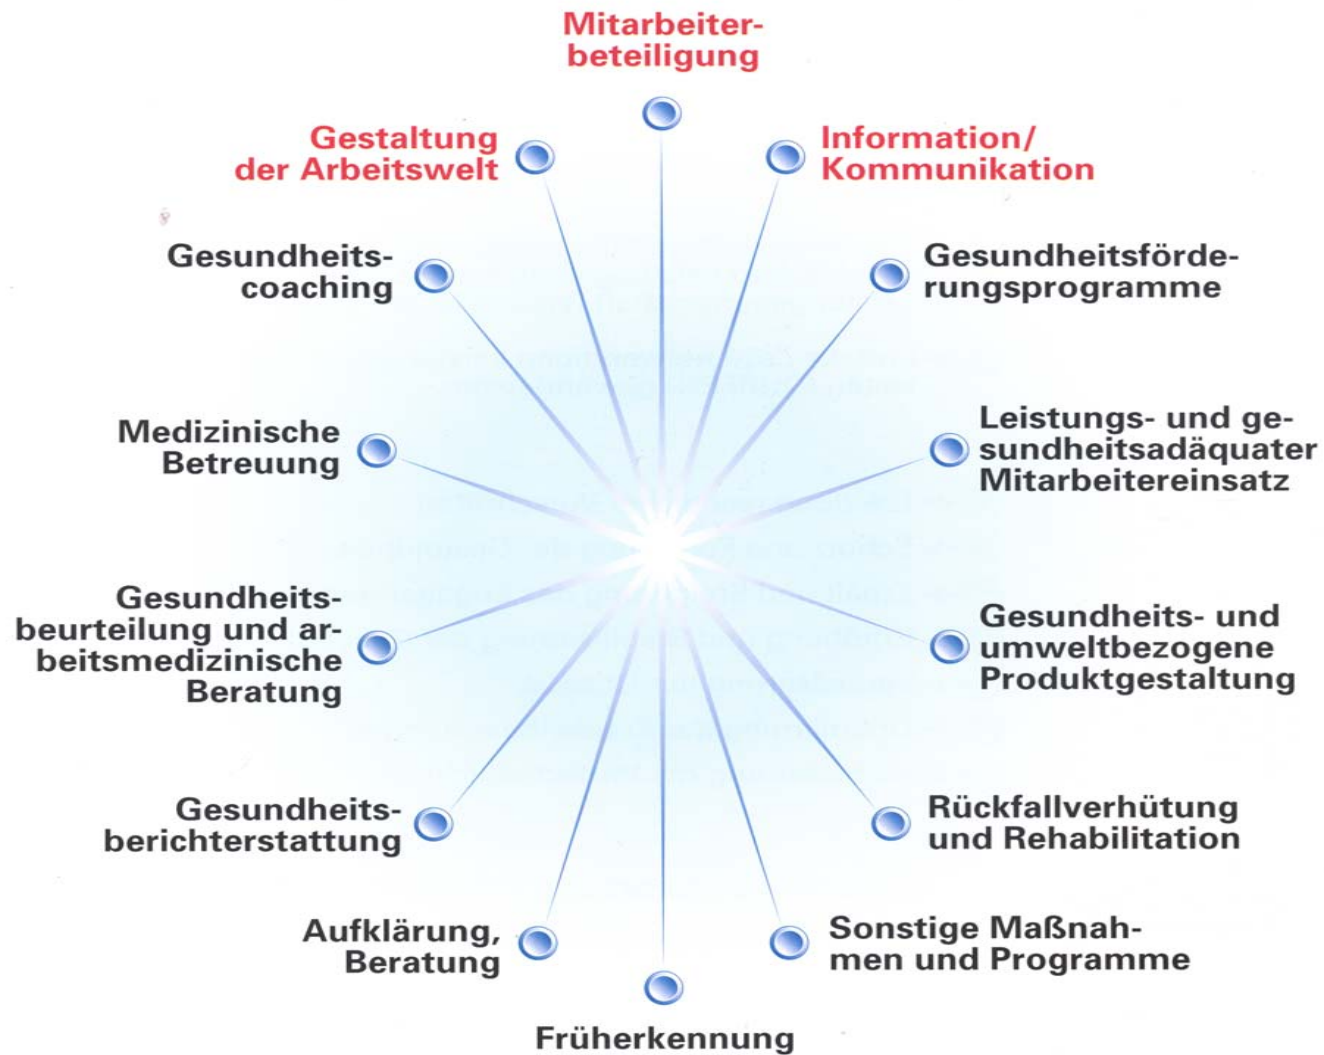 Mitarbeiter-
beteiligung
Gestaltung
der Arbeitswelt
Information/
Kommunikation
Gesundheits-
coaching
Gesundheitsförde-
rungsprogramme
Medizinische
Betreuung
Leistungs- und ge-
sundheitsadäquater
Mitarbeitereinsatz
Gesundheits-
beurteilung und ar-
beitsmedizinische
Beratung
Gesundheits- und
umweltbezogene
Produktgestaltung
Gesundheits-
berichterstattung
Rückfallverhütung
und Rehabilitation
Aufklärung,
Beratung
Sonstige Maßnah-
men und Programme
Früherkennung